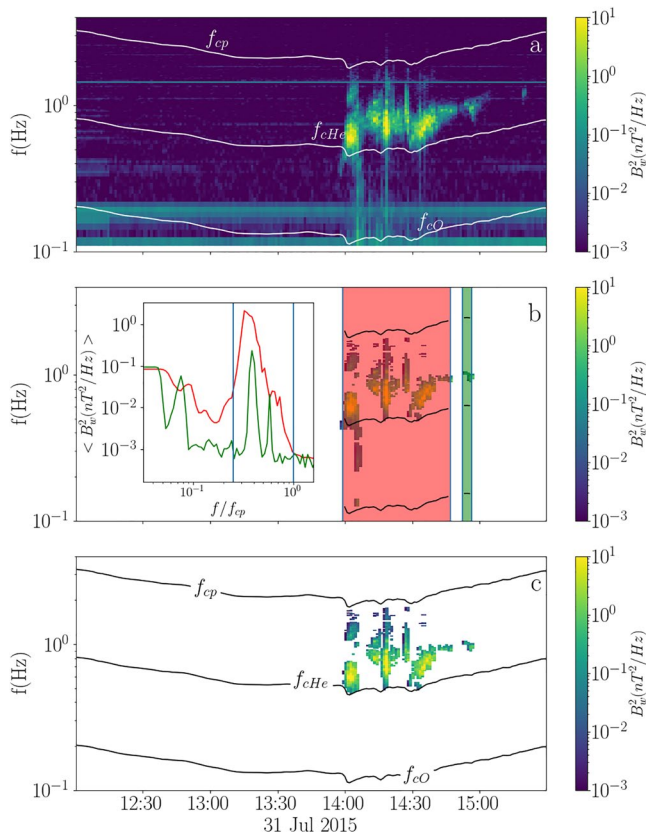 f_cp
a
f(Hz)
10^0
f_cHe
f_cO
10^-1
10^1
10^0
10^-1
10^-2
10^-3
B_w^2(nT^2/Hz)
b
f(Hz)
10^0
10^-1
< B_w^2(nT^2/Hz) >
10^0
10^-1
10^-2
10^-3
10^-1
10^0
f/f_cp
10^1
10^0
10^-1
10^-2
10^-3
B_w^2(nT^2/Hz)
c
f(Hz)
10^0
10^-1
f_cp
f_cHe
f_cO
10^1
10^0
10^-1
10^-2
10^-3
B_w^2(nT^2/Hz)
12:30 13:00 13:30 14:00 14:30 15:00
31 Jul 2015